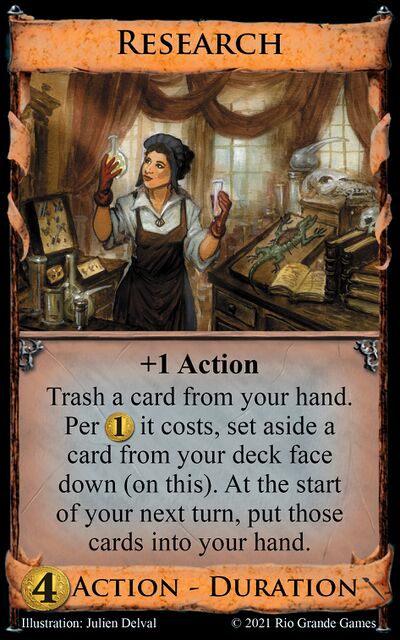 RESEARCH
+1 Action
Trash a card from your hand.
Per 1 it costs, set aside a
card from your deck face
down (on this). At the start
of your next turn, put those
cards into your hand.
4 ACTION - DURATION
Illustration: Julien Delval © 2021 Rio Grande Games